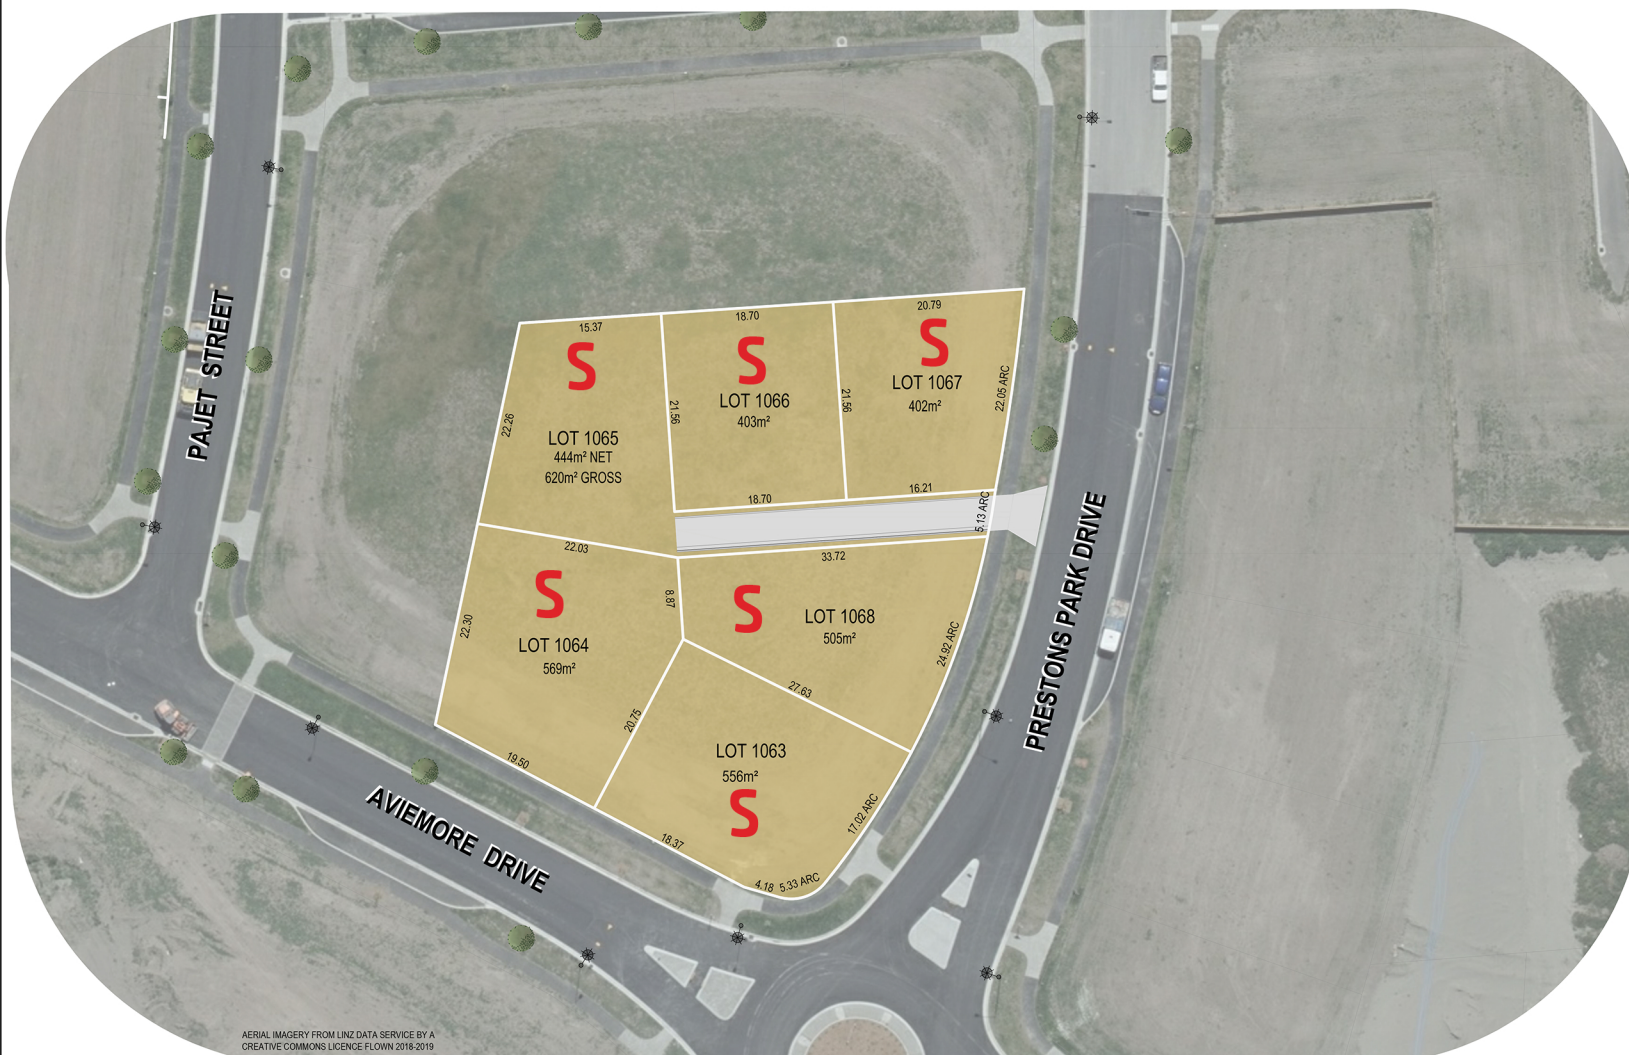 15.37
18.70
20.79
S
S
S
LOT 1067
402m²
22.05 ARC
LOT 1066
403m²
21.56
21.56
22.26
LOT 1065
444m² NET
620m² GROSS
PAJET STREET
18.70
16.21
5.13 ARC
22.03
33.72
S
S
8.87
LOT 1068
505m²
22.30
LOT 1064
569m²
24.92 ARC
27.63
PRESTONS PARK DRIVE
20.75
LOT 1063
556m²
S
19.50
17.02 ARC
18.37
4.18
5.33 ARC
AVIEMORE DRIVE
AERIAL IMAGERY FROM LINZ DATA SERVICE BY A
CREATIVE COMMONS LICENCE FLOWN 2018-2019